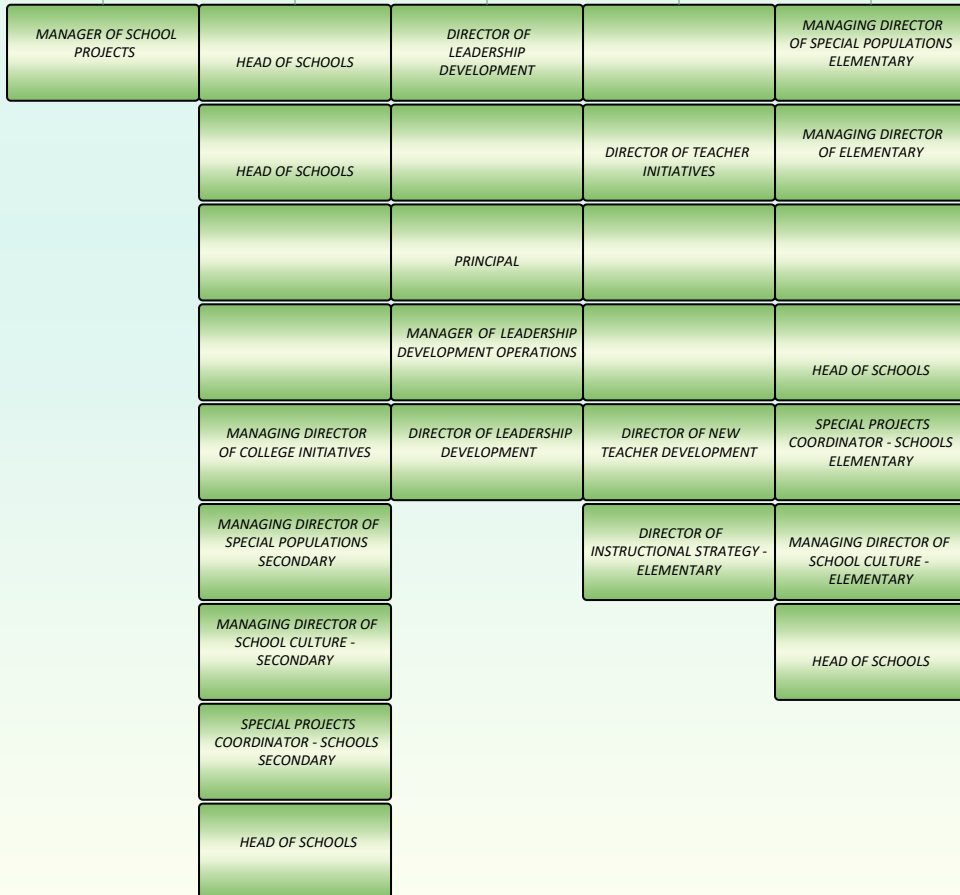 MANAGER OF SCHOOL
PROJECTS
HEAD OF SCHOOLS
DIRECTOR OF
LEADERSHIP
DEVELOPMENT
MANAGING DIRECTOR
OF SPECIAL POPULATIONS
ELEMENTARY
HEAD OF SCHOOLS
DIRECTOR OF TEACHER
INITIATIVES
MANAGING DIRECTOR
OF ELEMENTARY
PRINCIPAL
MANAGER OF LEADERSHIP
DEVELOPMENT OPERATIONS
HEAD OF SCHOOLS
MANAGING DIRECTOR
OF COLLEGE INITIATIVES
DIRECTOR OF LEADERSHIP
DEVELOPMENT
DIRECTOR OF NEW
TEACHER DEVELOPMENT
SPECIAL PROJECTS
COORDINATOR - SCHOOLS
ELEMENTARY
MANAGING DIRECTOR OF
SPECIAL POPULATIONS
SECONDARY
DIRECTOR OF
INSTRUCTIONAL STRATEGY -
ELEMENTARY
MANAGING DIRECTOR OF
SCHOOL CULTURE -
ELEMENTARY
MANAGING DIRECTOR OF
SCHOOL CULTURE -
SECONDARY
HEAD OF SCHOOLS
SPECIAL PROJECTS
COORDINATOR - SCHOOLS
SECONDARY
HEAD OF SCHOOLS